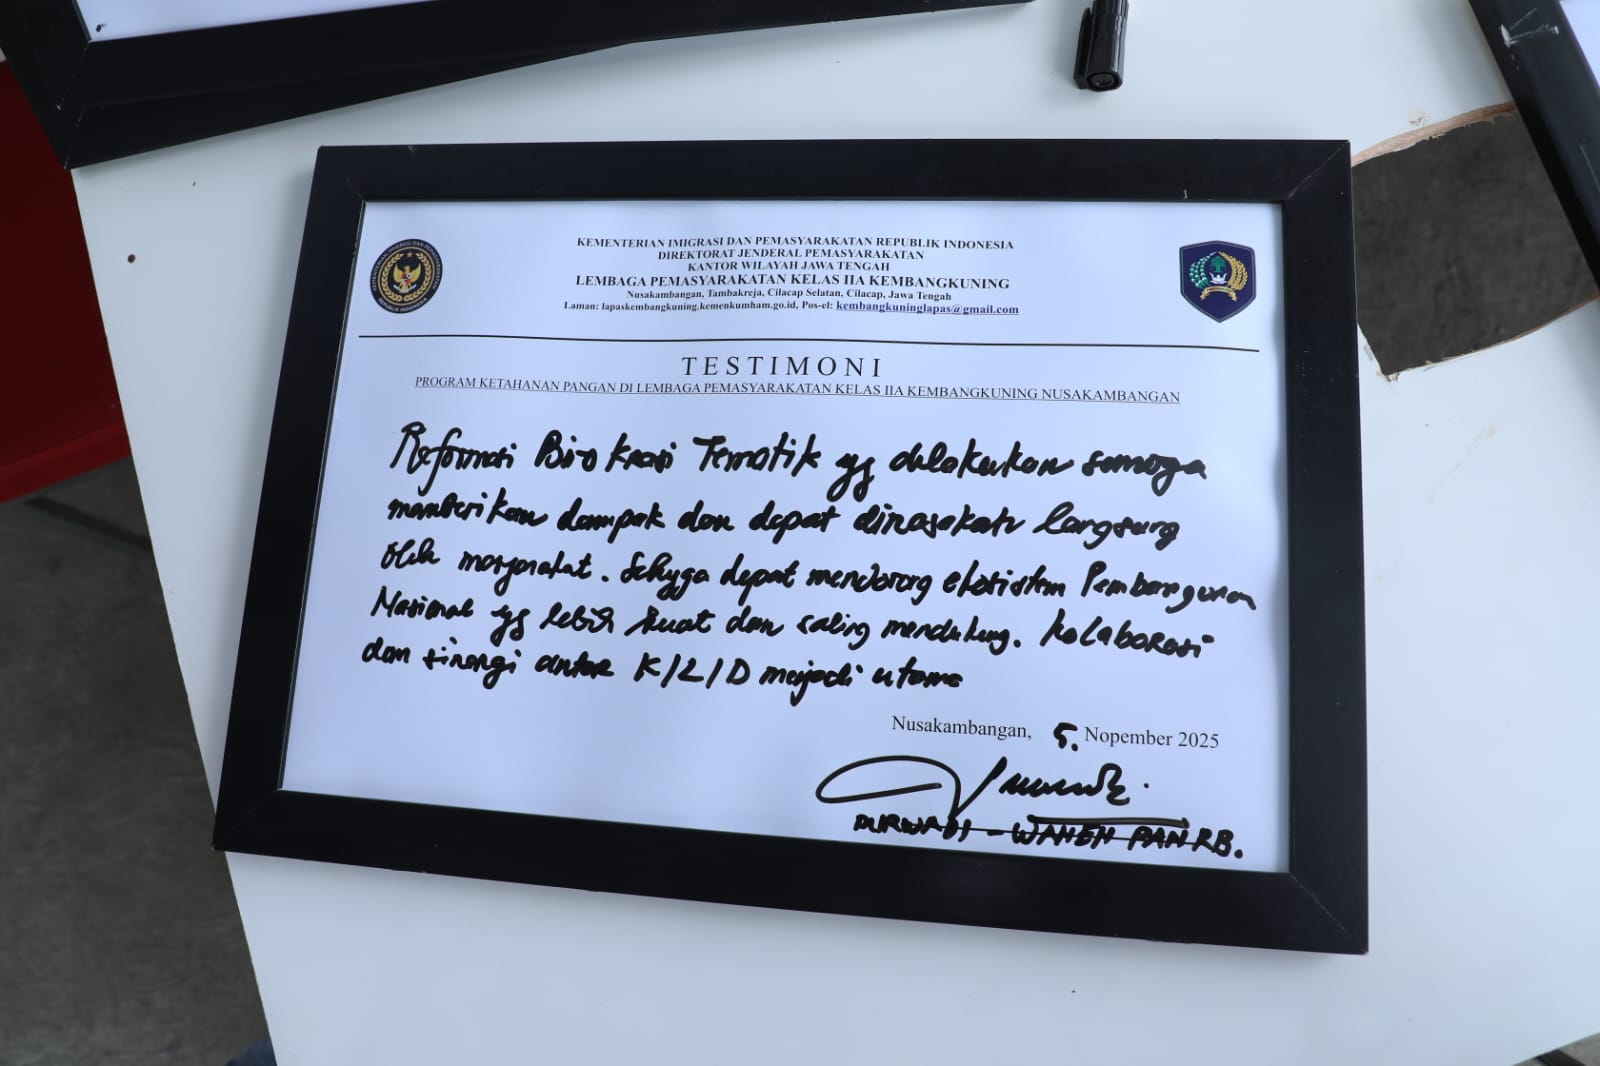 KEMENTERIAN IMIGRASI DAN PEMASYARAKATAN REPUBLIK INDONESIA
DIREKTORAT JENDERAL PEMASYARAKATAN
KANTOR WILAYAH JAWA TENGAH
LEMBAGA PEMASYARAKATAN KELAS IIA KEMBANGKUNING
Nusakambangan, Tambakreja, Cilacap Selatan, Cilacap, Jawa Tengah
Laman: lapaskembangkuning.kemenkumham.go.id, Pos-el: kembangkuninglapas@gmail.com
TESTIMONI
PROGRAM KETAHANAN PANGAN DI LEMBAGA PEMASYARAKATAN KELAS IIA KEMBANGKUNING NUSAKAMBANGAN
Reformasi Birokrasi Tematik yg dilakukan semoga
memberikan dampak dan dapat dirasakan langsung
oleh masyarakat. Sehingga dapat mendorong ekosistem Pembangunan
Nasional yg lebih kuat dan saling mendukung. Kolaborasi
dan sinergi antar K/L/D menjadi utama
Nusakambangan, 5. Nopember 2025
PURWADI - WAMEN PANRB.